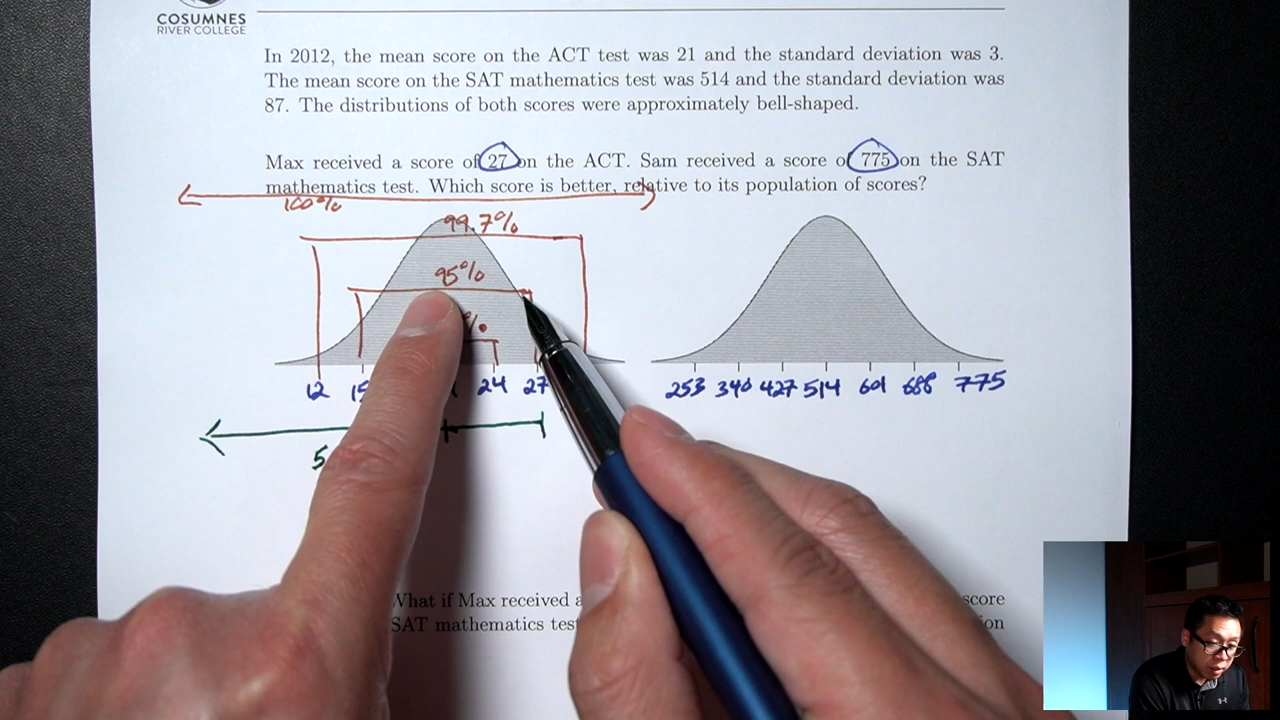 COSUMNES
RIVER COLLEGE
In 2012, the mean score on the ACT test was 21 and the standard deviation was 3.
The mean score on the SAT mathematics test was 514 and the standard deviation was
87. The distributions of both scores were approximately bell-shaped.
Max received a score of 27 on the ACT. Sam received a score of 775 on the SAT
mathematics test. Which score is better, relative to its population of scores?
100%
99.7%
95%
%
12 15 24 27
253 340 427 514 601 688 775
5
What if Max received a score
SAT mathematics test